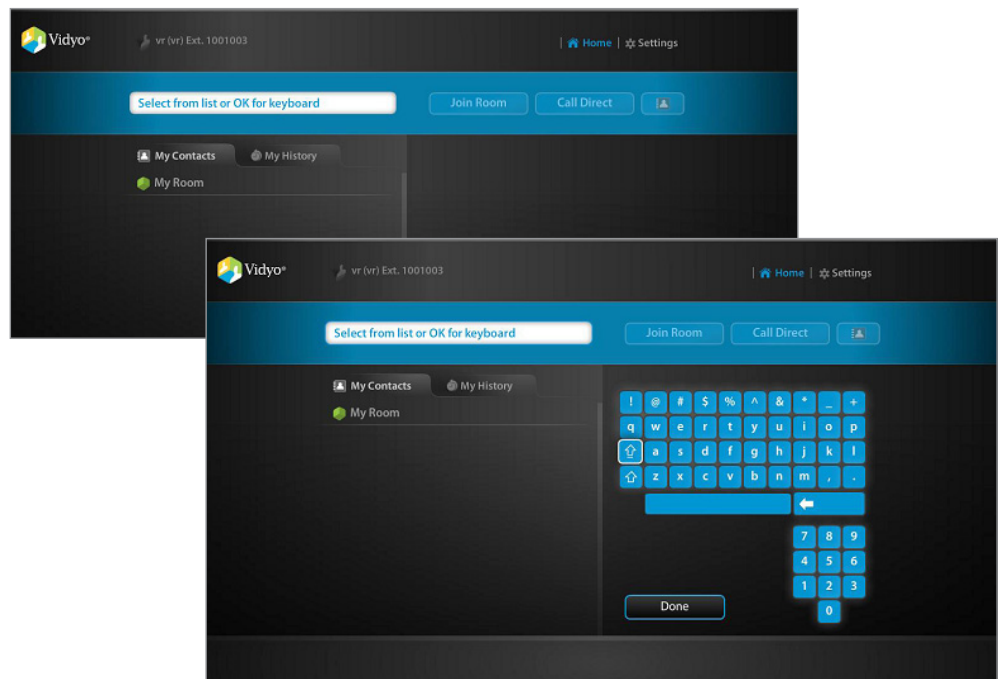 Vidyo® vr (vr) Ext. 1001003 | Home | Settings
Select from list or OK for keyboard Join Room Call Direct
My Contacts My History
My Room
Vidyo® vr (vr) Ext. 1001003 | Home | Settings
Select from list or OK for keyboard Join Room Call Direct
My Contacts My History
My Room
! @ # $ % ^ & * _ +
q w e r t y u i o p
a s d f g h j k l
z x c v b n m , .
7 8 9
4 5 6
1 2 3
Done 0